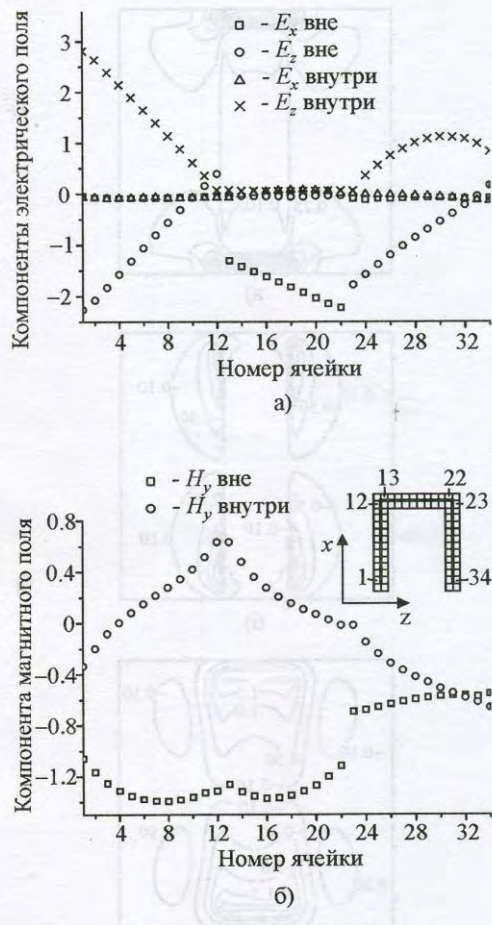 - Eₓ вне
- E_z вне
- Eₓ внутри
- E_z внутри
Компоненты электрического поля
3
2
1
0
−1
−2
4 8 12 16 20 24 28 32
Номер ячейки
а)
- H_y вне
- H_y внутри
Компонента магнитного поля
0.8
0.4
0
−0.4
−0.8
−1.2
13 22
12 23
1 34
x
z
4 8 12 16 20 24 28 32
Номер ячейки
б)